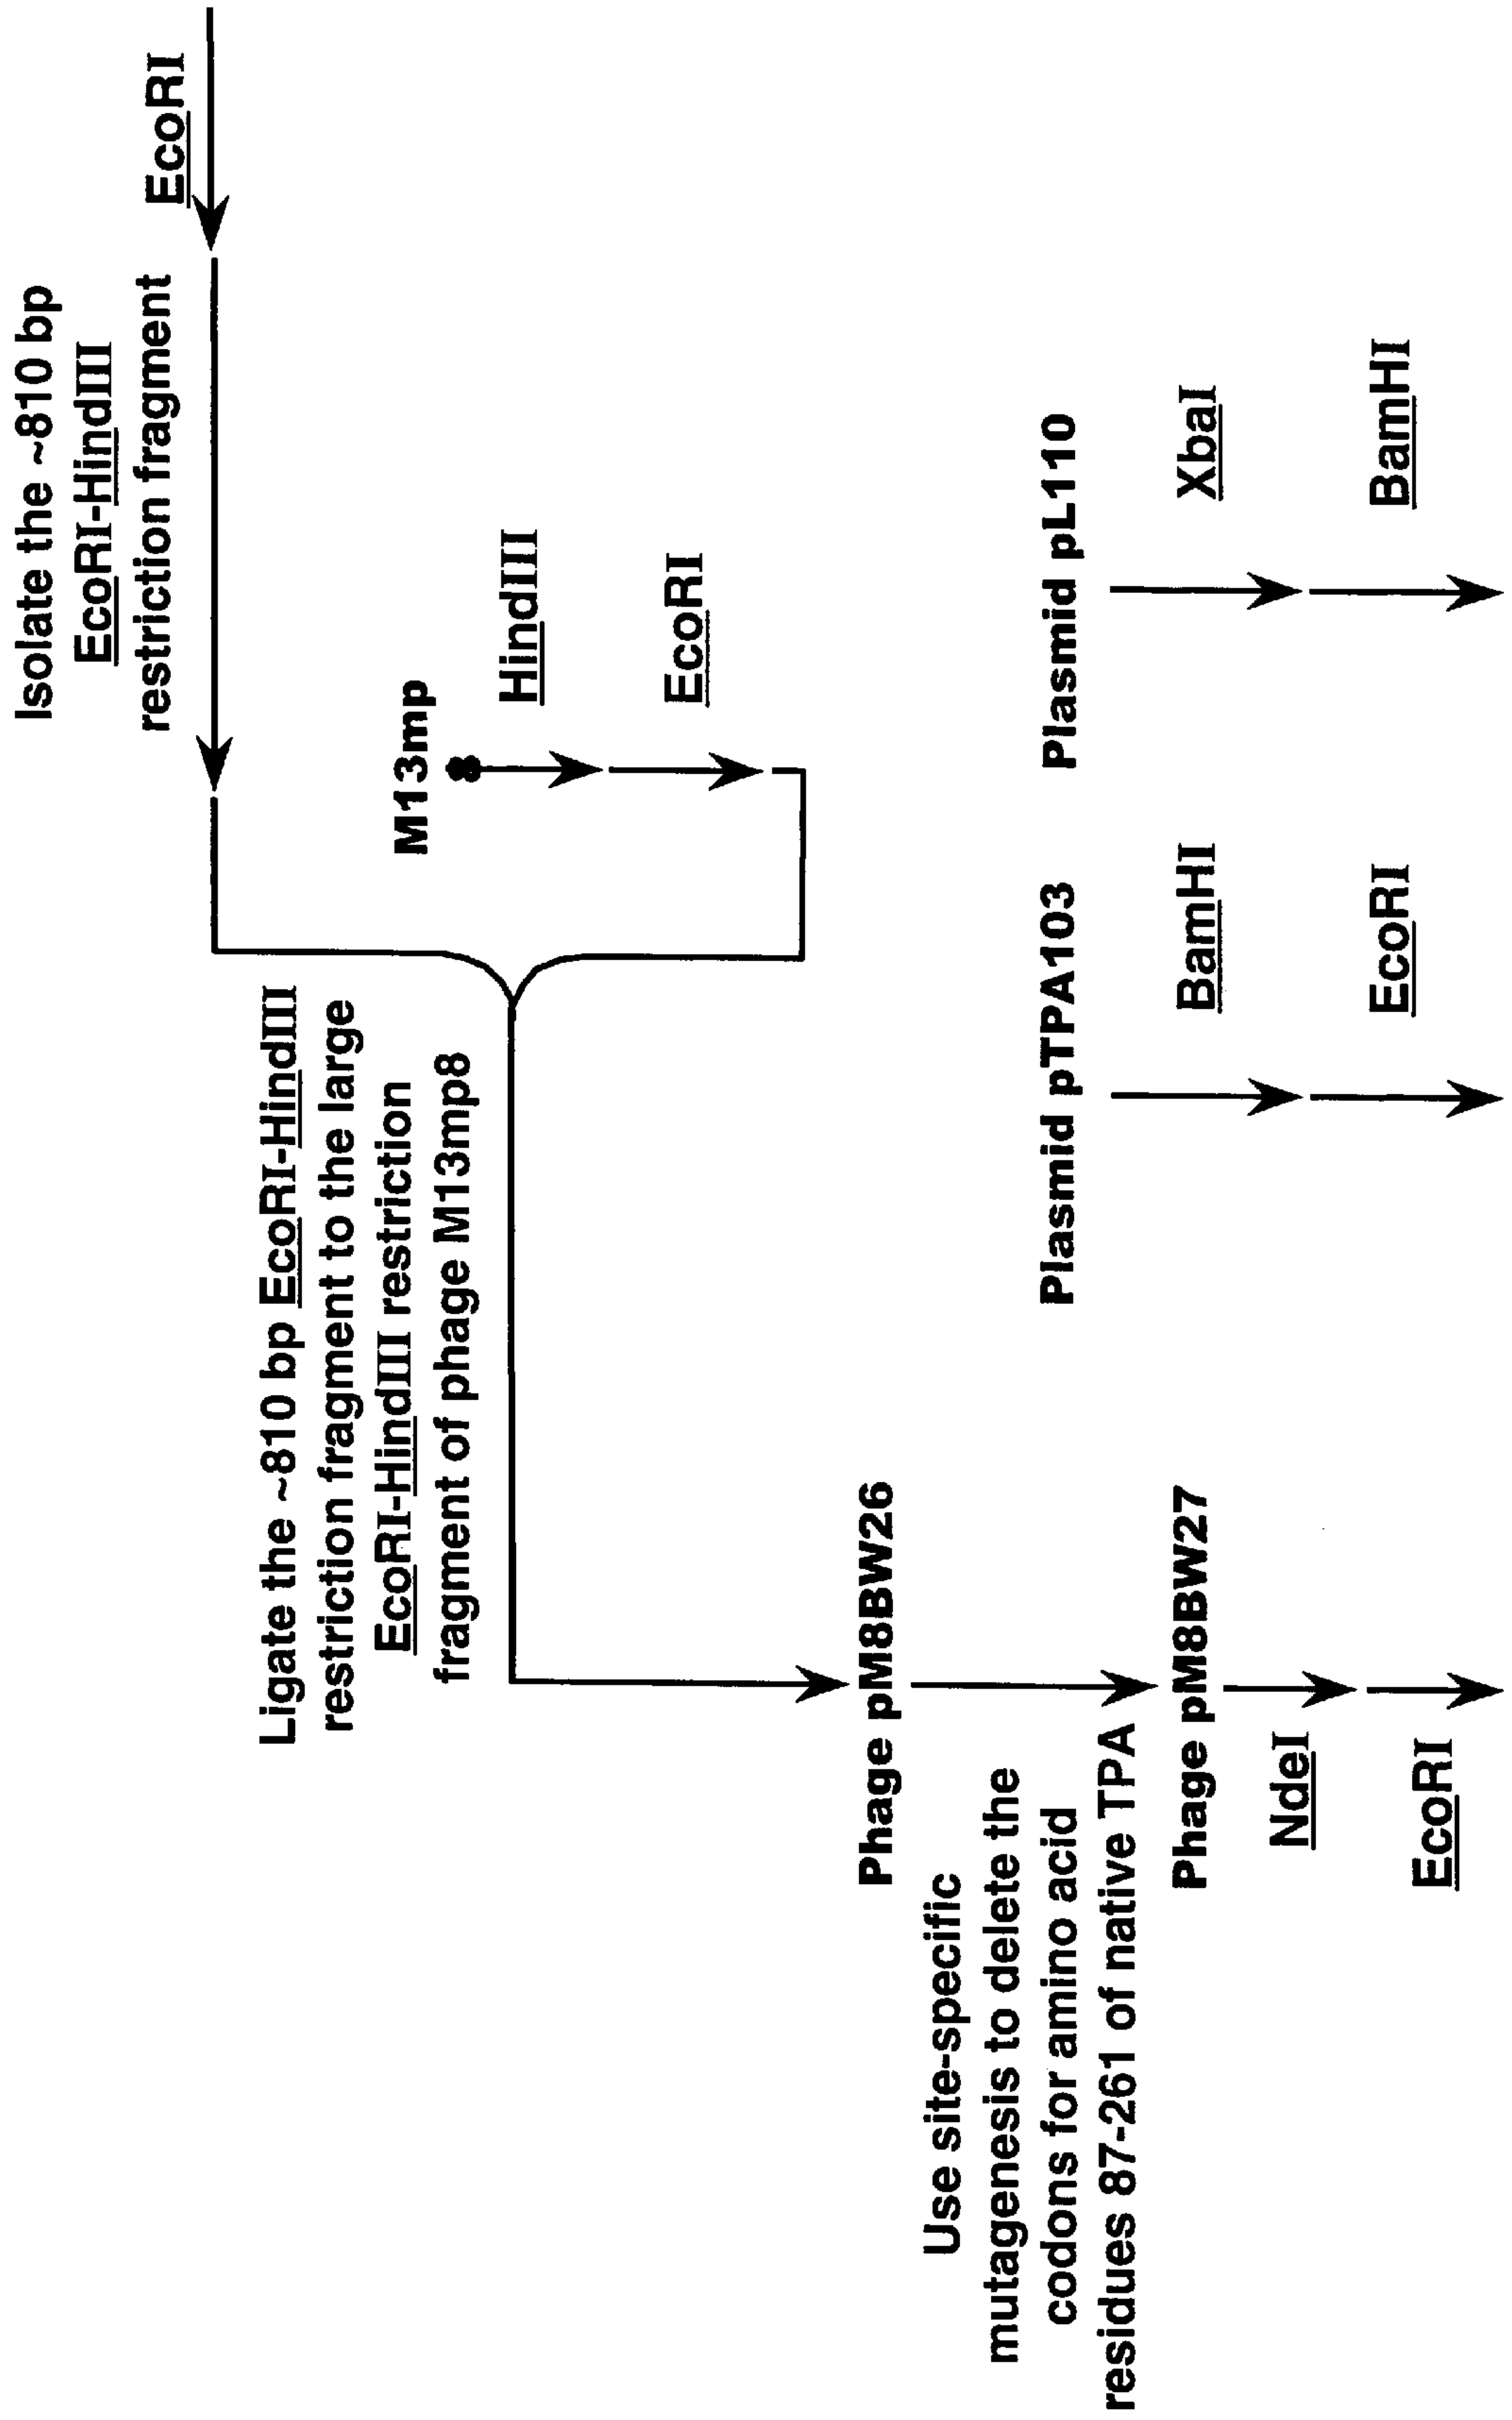 Isolate the ~810 bp
EcoRI-HindIII
restriction fragment
EcoRI
Ligate the ~810 bp EcoRI-HindIII
restriction fragment to the large
EcoRI-HindIII restriction
fragment of phage M13mp8
M13mp
8
HindIII
EcoRI
Phage pM8BW26
Use site-specific
mutagenesis to delete the
codons for amino acid
residues 87-261 of native TPA
Phage pM8BW27
NdeI
EcoRI
Plasmid pTPA103
BamHI
EcoRI
Plasmid pL110
XbaI
BamHI